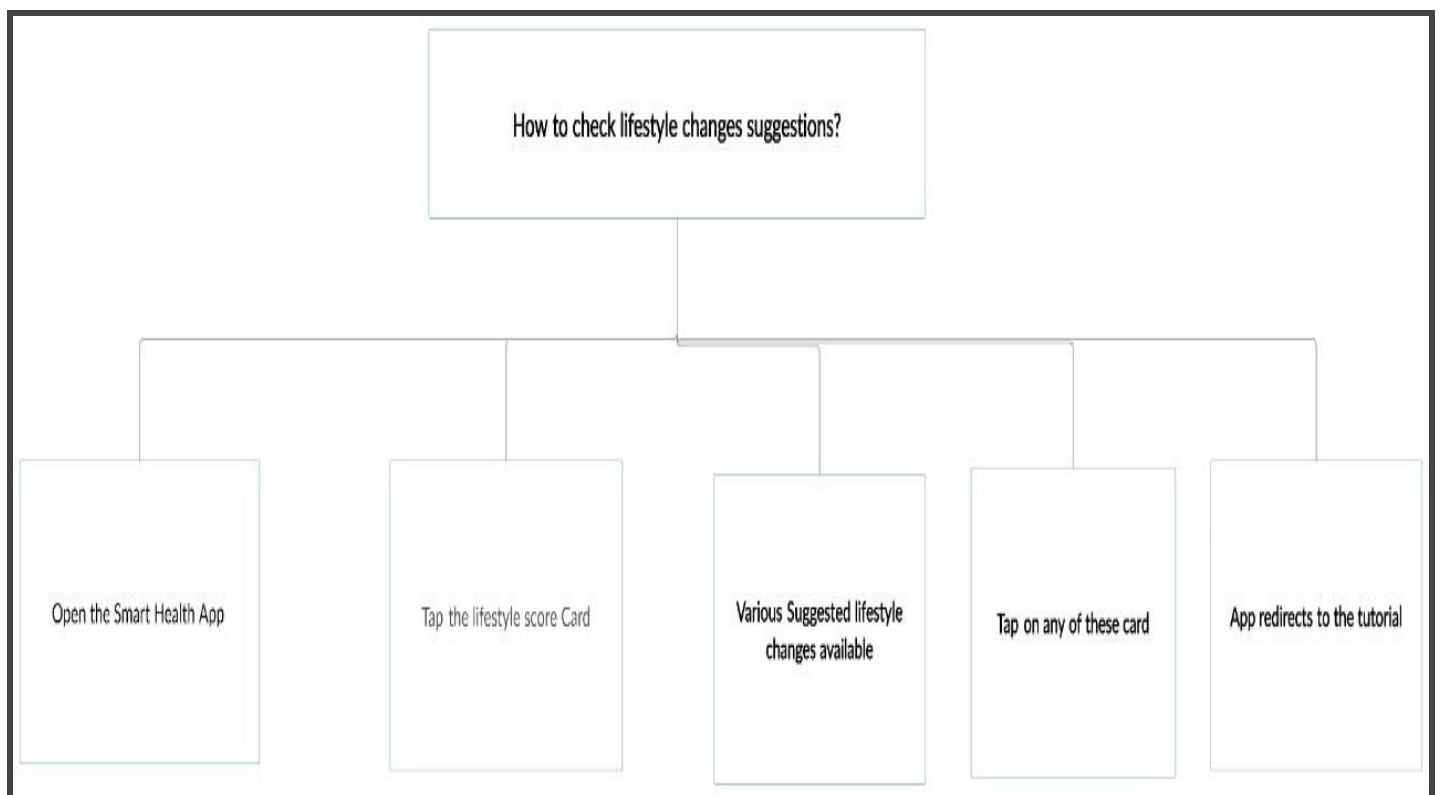 How to check lifestyle changes suggestions?
Open the Smart Health App
Tap the lifestyle score Card
Various Suggested lifestyle
changes available
Tap on any of these card
App redirects to the tutorial